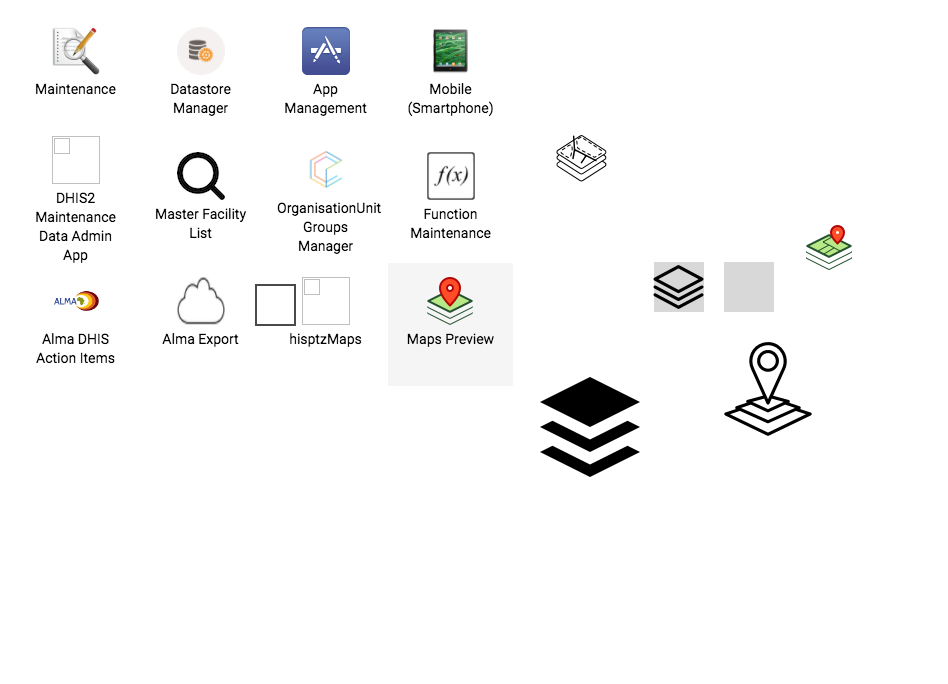 Maintenance
Datastore
Manager
App
Management
Mobile
(Smartphone)
DHIS2
Maintenance
Data Admin
App
Master Facility
List
OrganisationUnit
Groups
Manager
f(x)
Function
Maintenance
ALMA
Alma DHIS
Action Items
Alma Export
hisptzMaps
Maps Preview